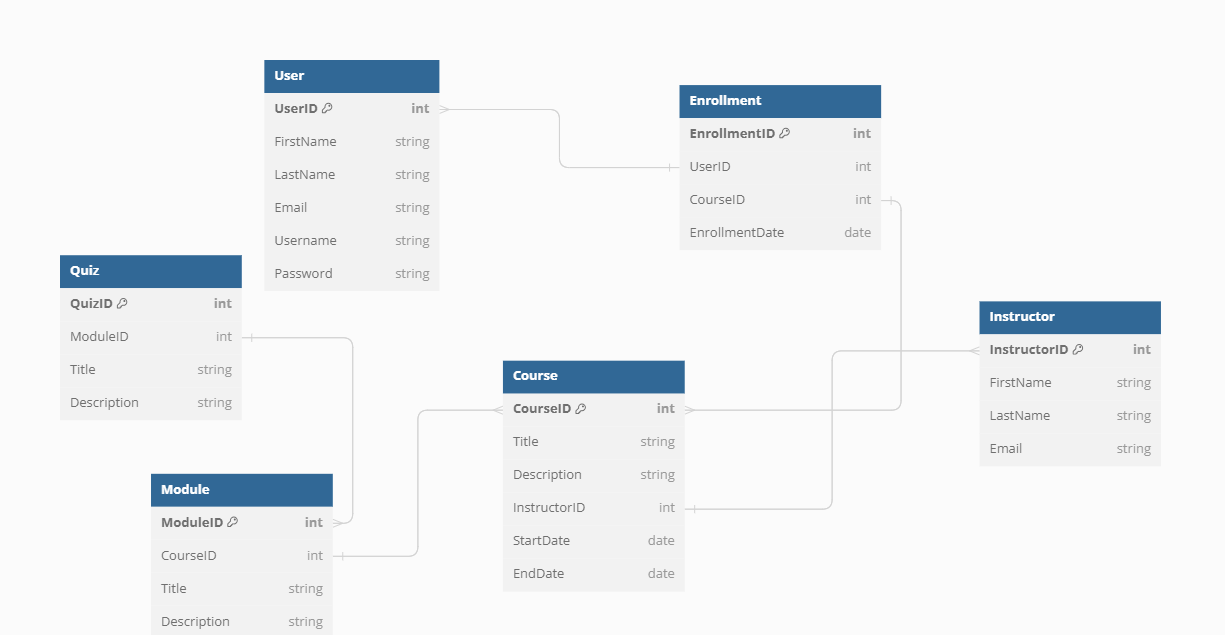 User
UserID int
FirstName string
LastName string
Email string
Username string
Password string
Enrollment
EnrollmentID int
UserID int
CourseID int
EnrollmentDate date
Quiz
QuizID int
ModuleID int
Title string
Description string
Instructor
InstructorID int
FirstName string
LastName string
Email string
Course
CourseID int
Title string
Description string
InstructorID int
StartDate date
EndDate date
Module
ModuleID int
CourseID int
Title string
Description string